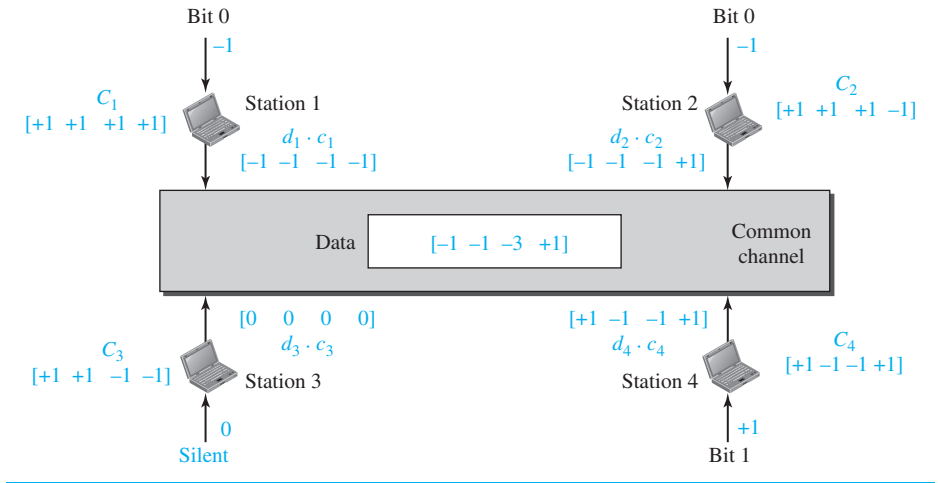 Bit 0
Bit 0
–1
–1
C1
[+1 +1 +1 +1]
Station 1
Station 2
C2
[+1 +1 +1 -1]
d1 · c1
[–1 –1 –1 –1]
d2 · c2
[–1 –1 –1 +1]
Data
[–1 –1 –3 +1]
Common
channel
[0 0 0 0]
d3 · c3
[+1 –1 –1 +1]
d4 · c4
C3
[+1 +1 –1 –1]
Station 3
Station 4
C4
[+1 –1 –1 +1]
0
Silent
+1
Bit 1